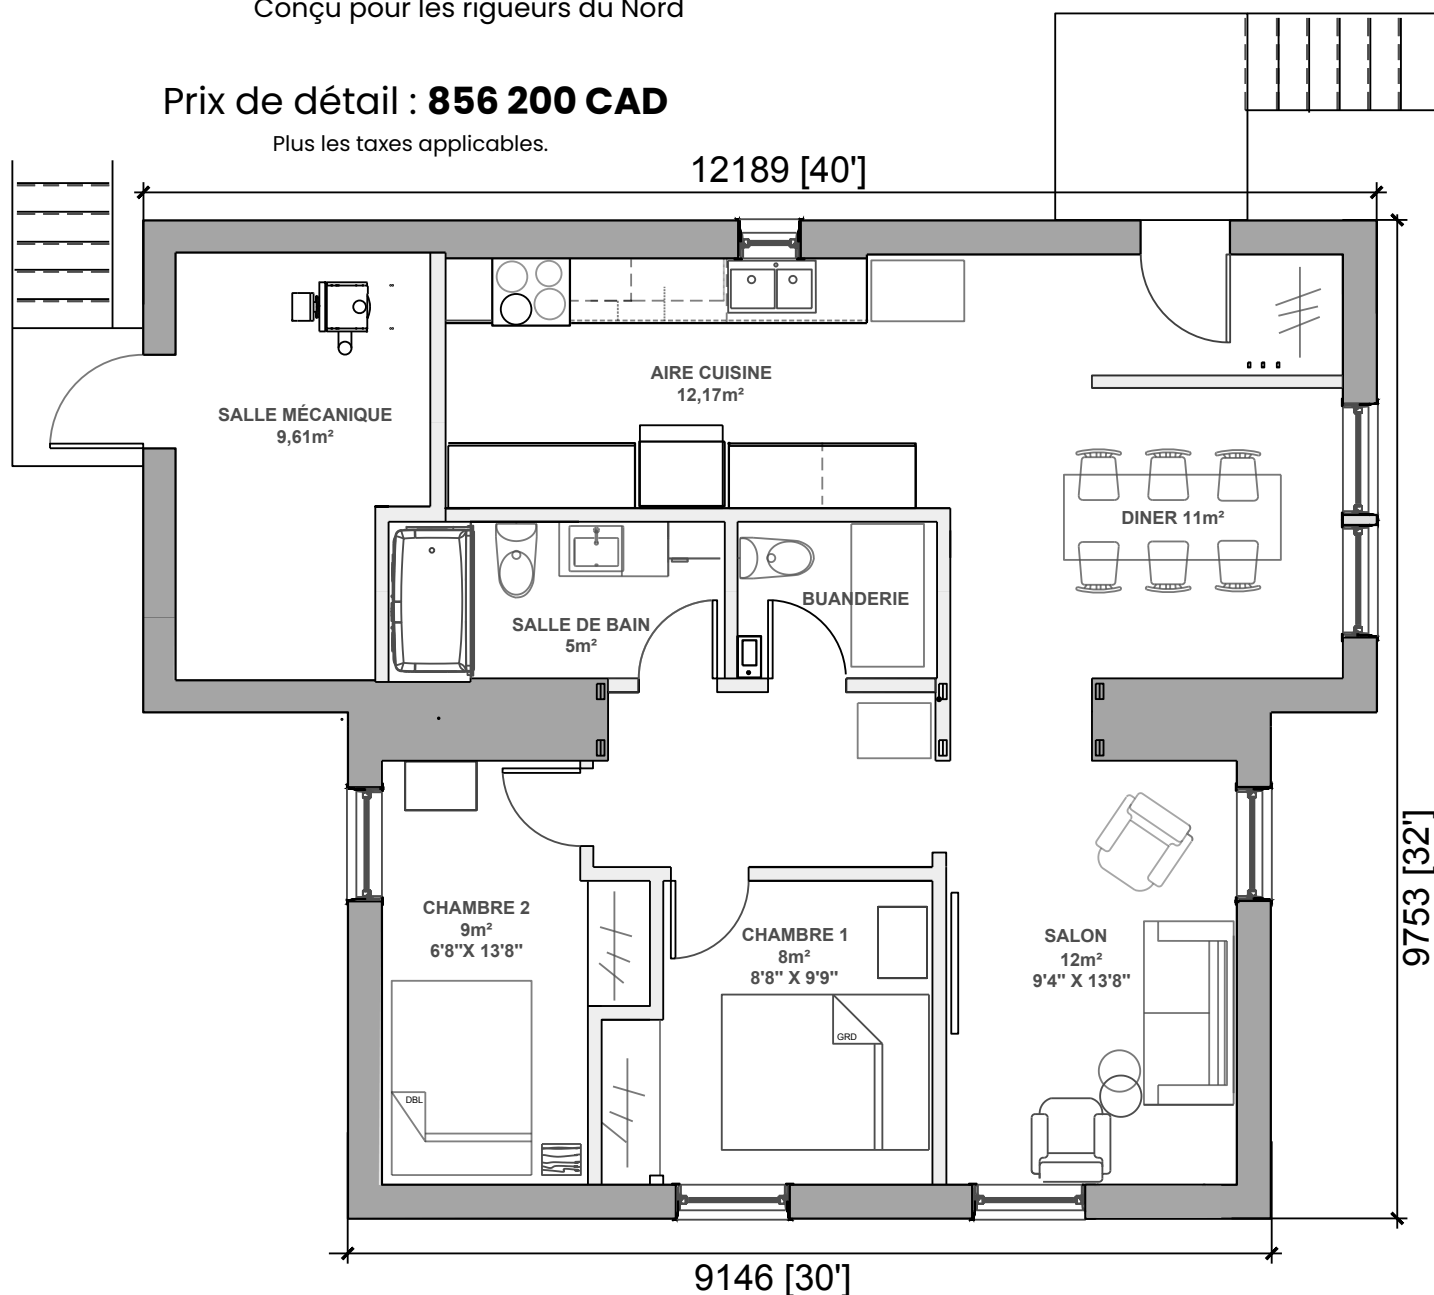 Conçu pour les rigueurs du Nord
Prix de détail : 856 200 CAD
Plus les taxes applicables.
12189 [40']
AIRE CUISINE
12,17m²
SALLE MÉCANIQUE
9,61m²
DINER 11m²
BUANDERIE
SALLE DE BAIN
5m²
9753 [32']
CHAMBRE 2
9m²
6'8"X 13'8"
CHAMBRE 1
8m²
8'8" X 9'9"
SALON
12m²
9'4" X 13'8"
GRD
DBL
9146 [30']